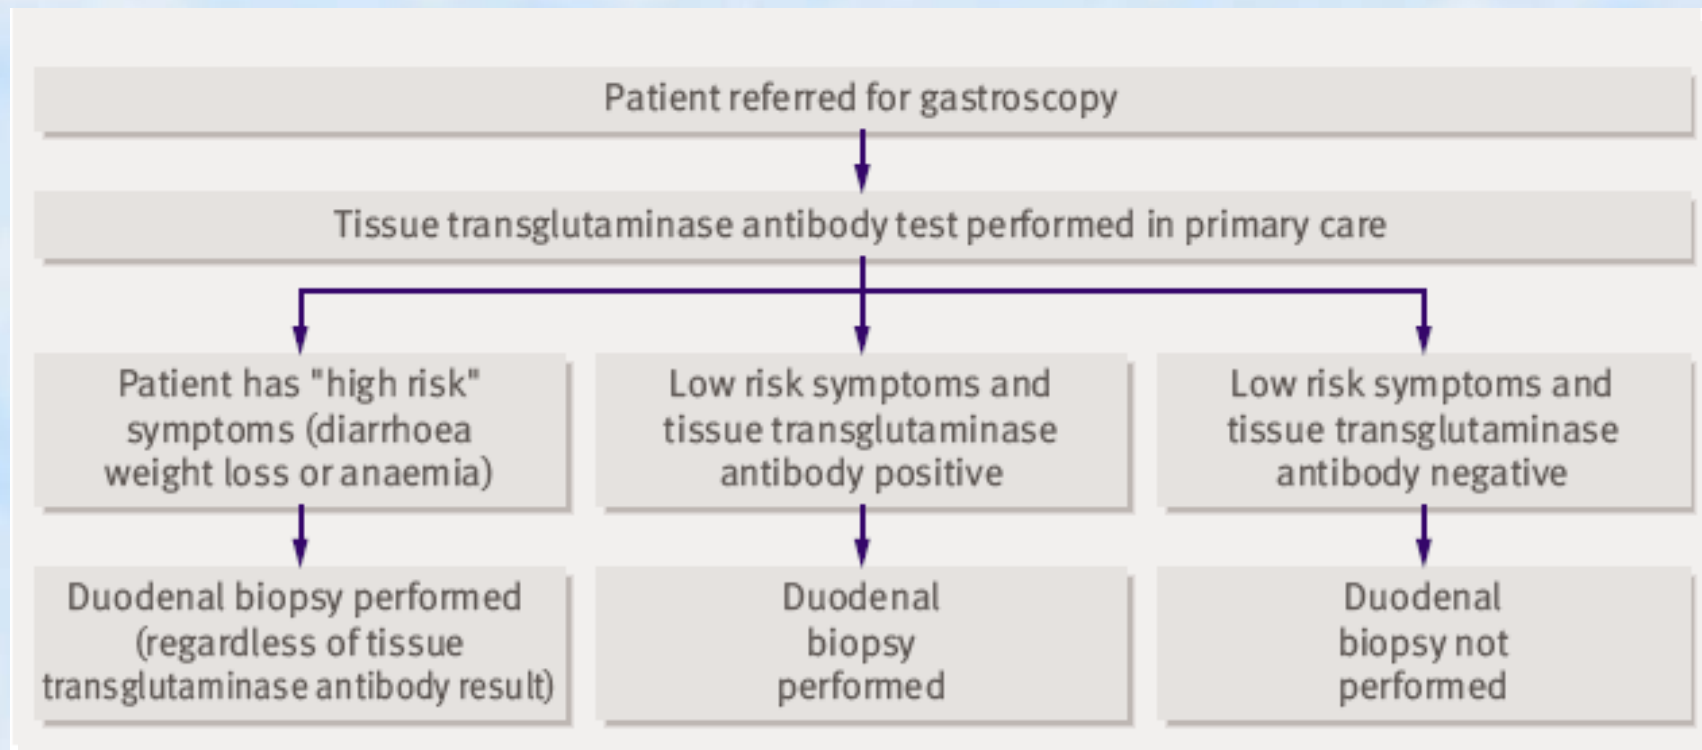 Patient referred for gastroscopy
Tissue transglutaminase antibody test performed in primary care
Patient has "high risk"
symptoms (diarrhoea
weight loss or anaemia)
Low risk symptoms and
tissue transglutaminase
antibody positive
Low risk symptoms and
tissue transglutaminase
antibody negative
Duodenal biopsy performed
(regardless of tissue
transglutaminase antibody result)
Duodenal
biopsy
performed
Duodenal
biopsy not
performed